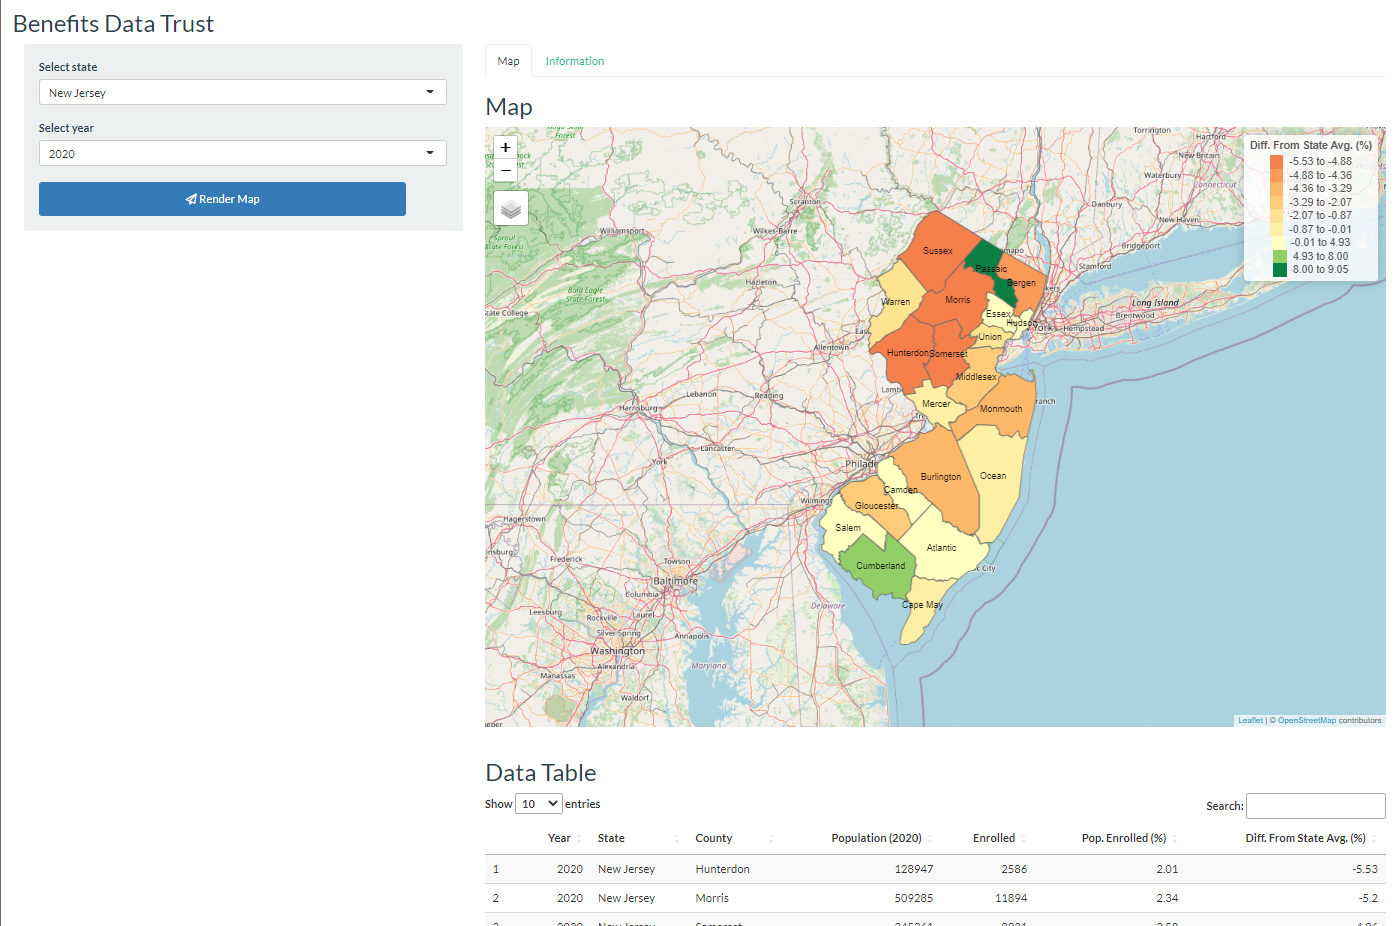 Benefits Data Trust
Select state
New Jersey
Select year
2020
Render Map
Map
Information
Map
+
−
Diff. From State Avg. (%)
-5.53 to -4.88
-4.88 to -4.36
-4.36 to -3.29
-3.29 to -2.07
-2.07 to -0.87
-0.87 to -0.01
-0.01 to 4.93
4.93 to 8.00
8.00 to 9.05
Torrington
Hartford
New Britain
Waterbury
Connecticut
Danbury
New Haven
Bridgeport
Stamford
Long Island
Brentwood
Hempstead
York
Scranton
Williamsport
Wilkes-Barre
Sproul
State Forest
Hazleton
Bald Eagle
State Forest
State College
Allentown
Lebanon
Reading
Harrisburg
Lancaster
York
Hagerstown
Frederick
Towson
Baltimore
Columbia
Leesburg
Rockville
Laurel
Silver Spring
Annapolis
Washington
Alexandria
Manassas
Maryland
Waldorf
Delaware
Sussex
Passaic
Bergen
Warren
Morris
Essex
Hudson
Union
Hunterdon
Somerset
Middlesex
Mercer
Monmouth
Burlington
Ocean
Camden
Gloucester
Salem
Atlantic
Cumberland
Cape May
Leaflet | © OpenStreetMap contributors
Data Table
Show 10 entries
Search:
Year State County Population (2020) Enrolled Pop. Enrolled (%) Diff. From State Avg. (%)
1 2020 New Jersey Hunterdon 128947 2586 2.01 -5.53
2 2020 New Jersey Morris 509285 11894 2.34 -5.2